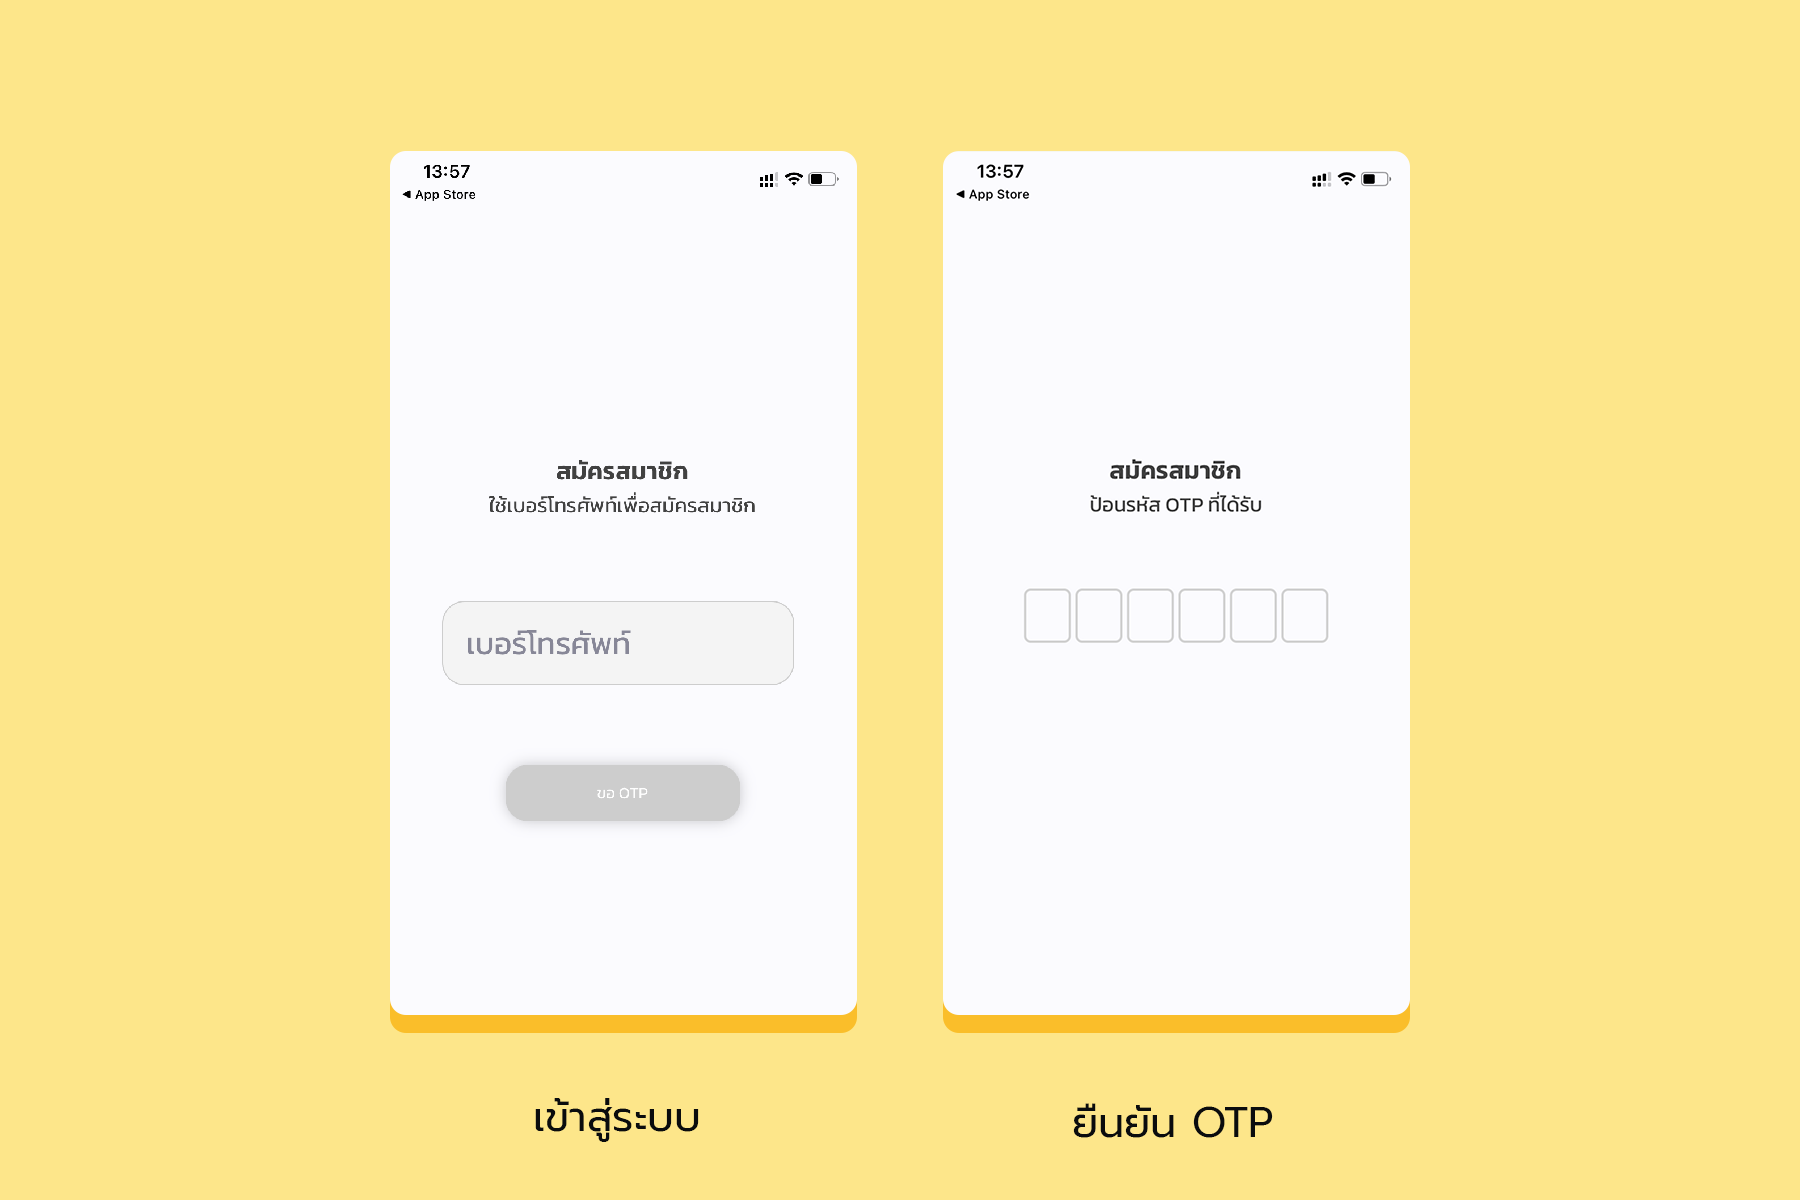 13:57
◀ App Store
สมัครสมาชิก
ใช้เบอร์โทรศัพท์เพื่อสมัครสมาชิก
เบอร์โทรศัพท์
ขอ OTP
เข้าสู่ระบบ
13:57
◀ App Store
สมัครสมาชิก
ป้อนรหัส OTP ที่ได้รับ
ยืนยัน OTP